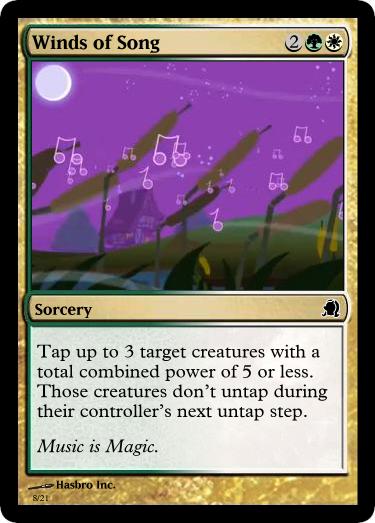 Winds of Song 2
Sorcery
Tap up to 3 target creatures with a
total combined power of 5 or less.
Those creatures don't untap during
their controller's next untap step.
Music is Magic.
Hasbro Inc.
8/21